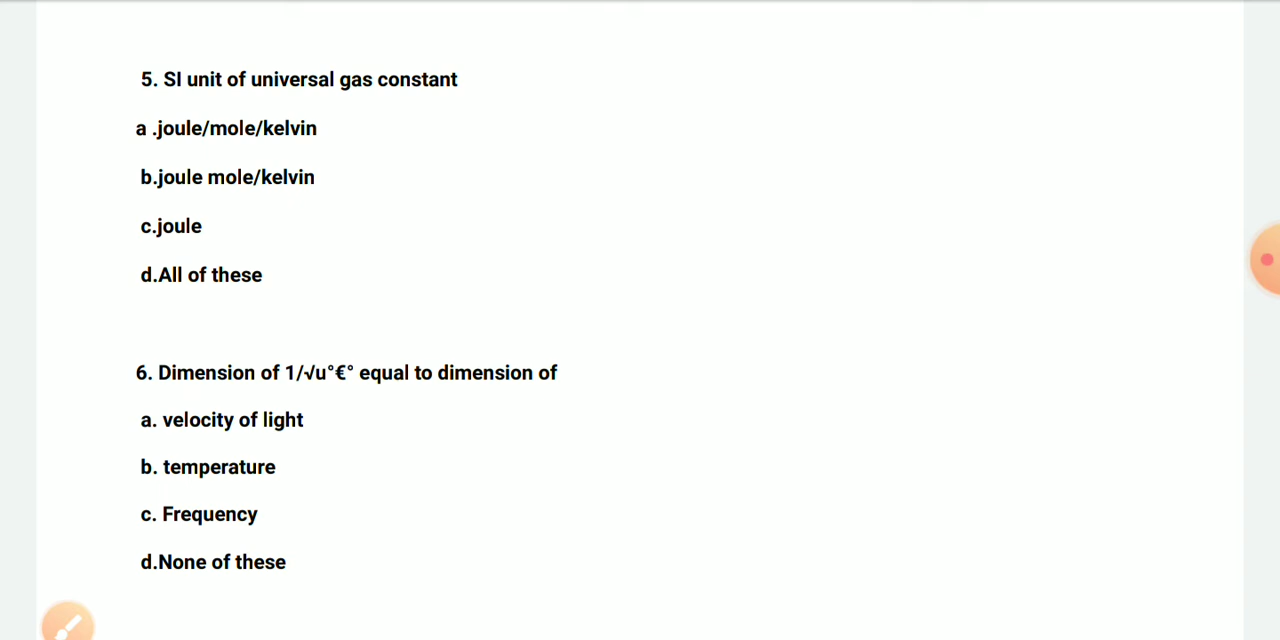 5. SI unit of universal gas constant
a .joule/mole/kelvin
b.joule mole/kelvin
c.joule
d.All of these
6. Dimension of 1/√u°€° equal to dimension of
a. velocity of light
b. temperature
c. Frequency
d.None of these